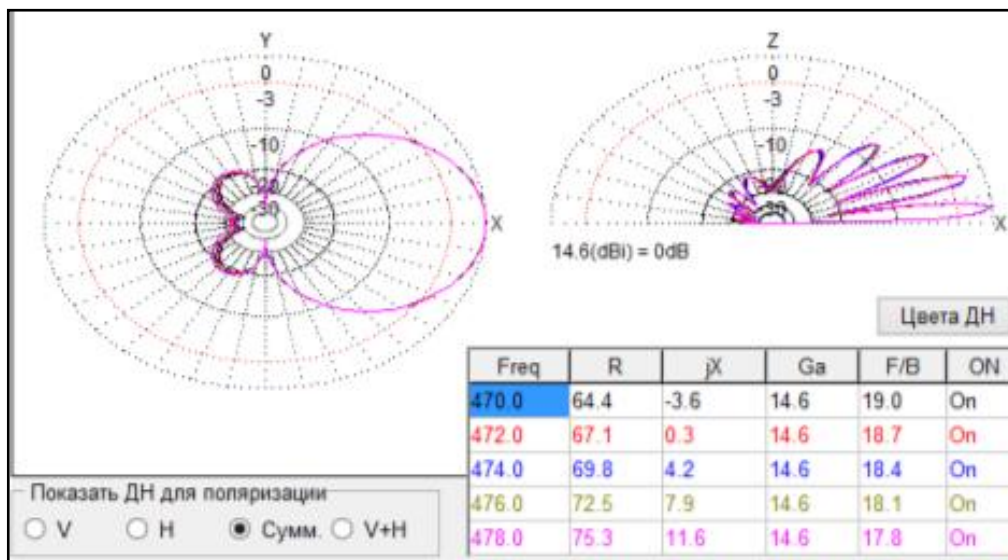 Y
0
-3
-10
-20
-30
X
Z
0
-3
-10
X
14.6(dBi) = 0dB
Цвета ДН
Freq R jX Ga F/B ON
470.0 64.4 -3.6 14.6 19.0 On
472.0 67.1 0.3 14.6 18.7 On
474.0 69.8 4.2 14.6 18.4 On
476.0 72.5 7.9 14.6 18.1 On
478.0 75.3 11.6 14.6 17.8 On
Показать ДН для поляризации
V H Сумм. V+H